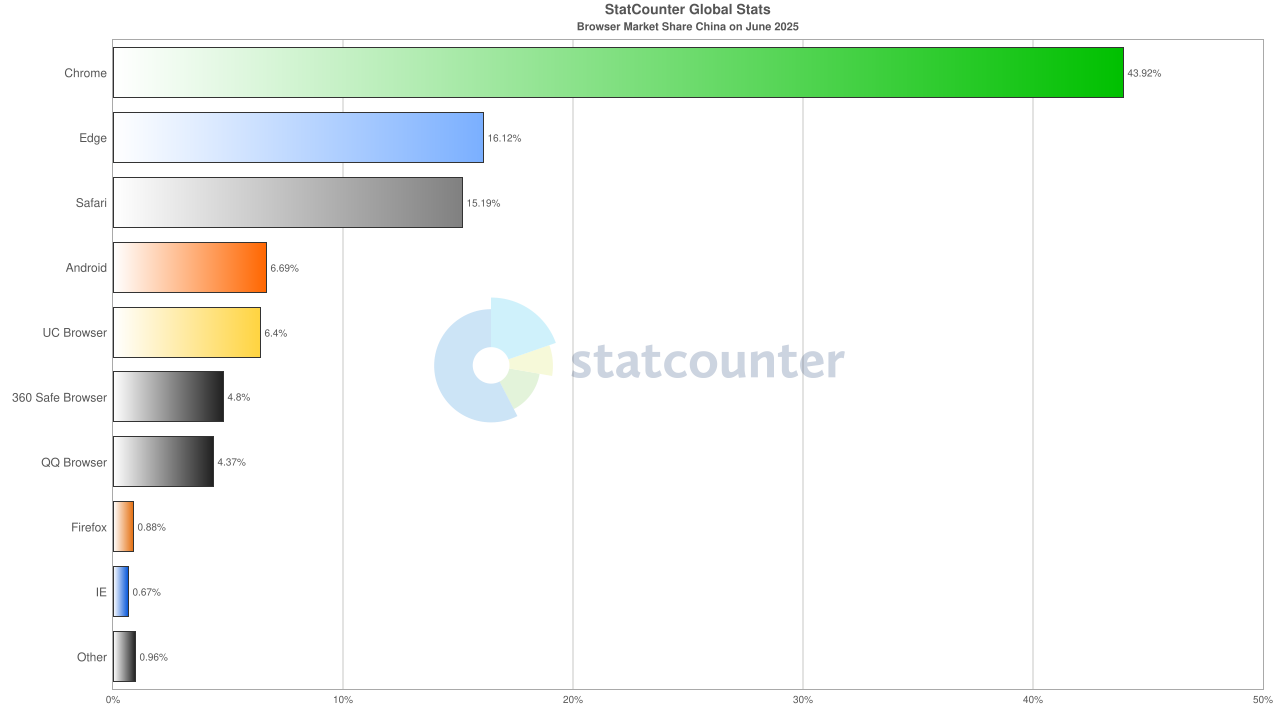 StatCounter Global Stats
Browser Market Share China on June 2025
Chrome 43.92%
Edge 16.12%
Safari 15.19%
Android 6.69%
UC Browser 6.4%
statcounter
360 Safe Browser 4.8%
QQ Browser 4.37%
Firefox 0.88%
IE 0.67%
Other 0.96%
0% 10% 20% 30% 40% 50%